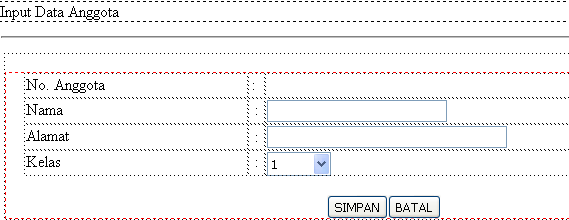 Input Data Anggota
No. Anggota :
Nama :
Alamat :
Kelas : 1
SIMPAN BATAL